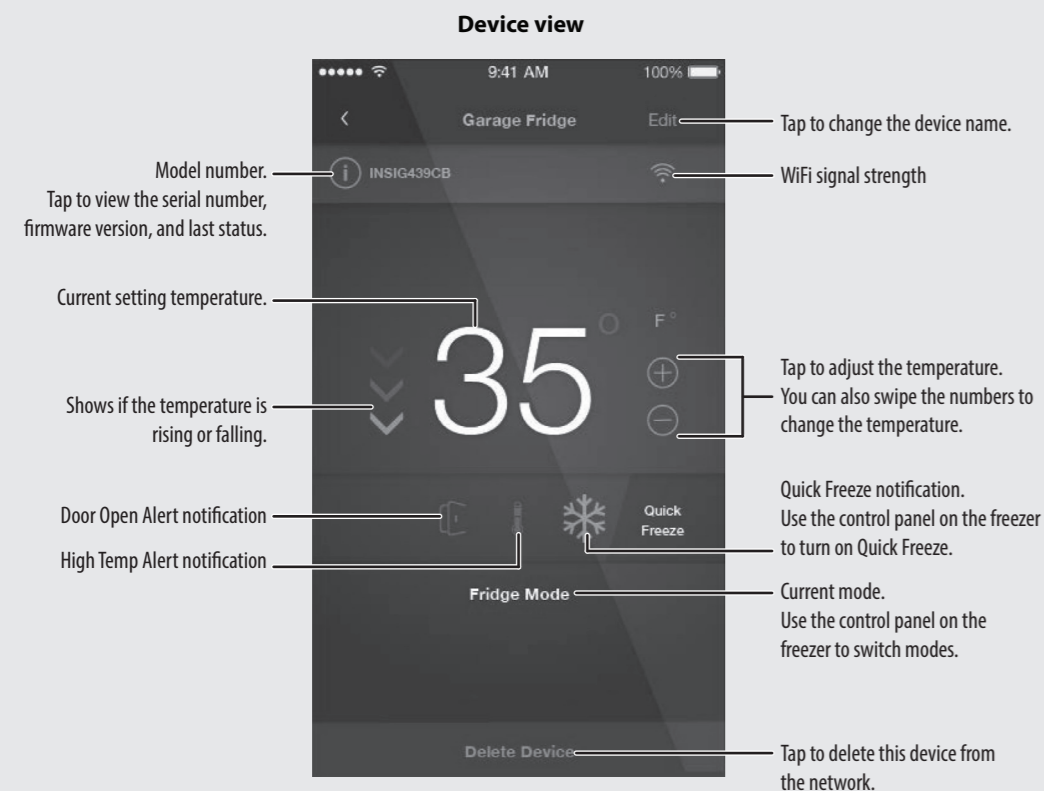 Device view
9:41 AM
100%
Garage Fridge
Edit
Tap to change the device name.
Model number.
Tap to view the serial number,
firmware version, and last status.
i
INSIG439CB
WiFi signal strength
Current setting temperature.
35°
F°
Shows if the temperature is
rising or falling.
Tap to adjust the temperature.
You can also swipe the numbers to
change the temperature.
Door Open Alert notification
High Temp Alert notification
Quick
Freeze
Quick Freeze notification.
Use the control panel on the freezer
to turn on Quick Freeze.
Fridge Mode
Current mode.
Use the control panel on the
freezer to switch modes.
Delete Device
Tap to delete this device from
the network.